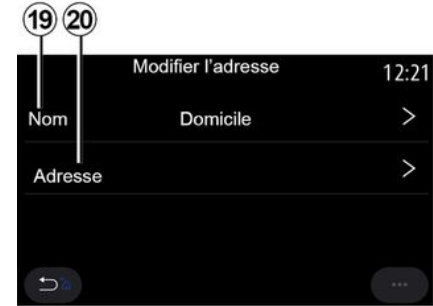 19 20
Modifier l'adresse 12:21
Nom Domicile >
Adresse >
...